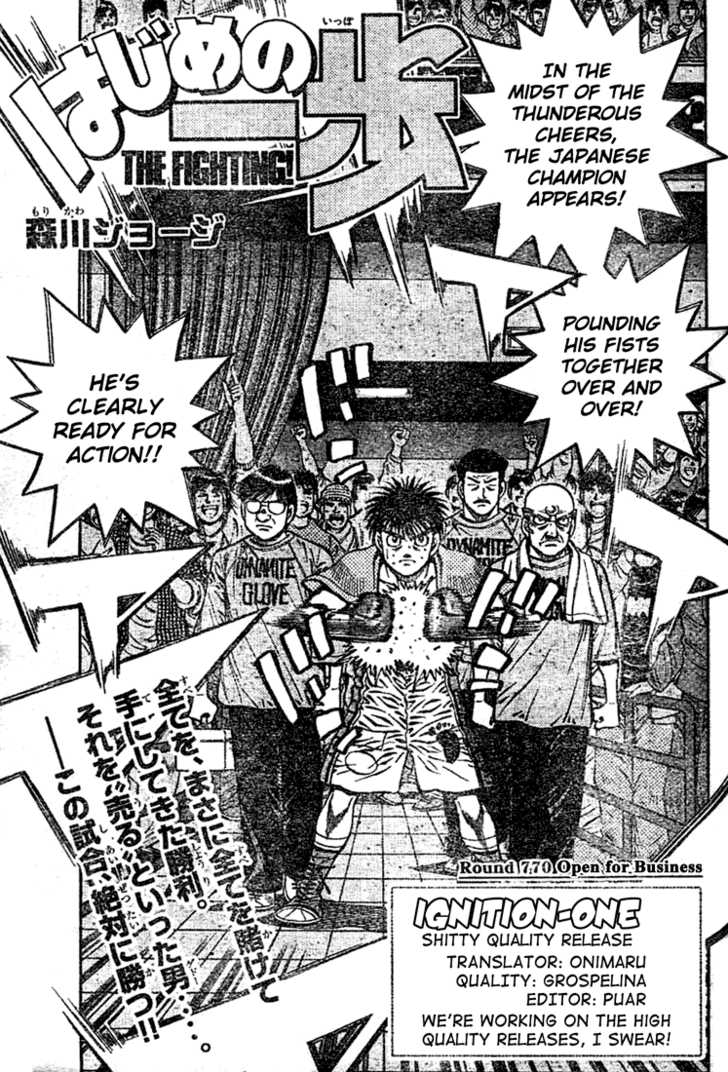 はじめの一歩
いっぽ
THE FIGHTING!
もり かわ
森川ジョージ
IN THE
MIDST OF THE
THUNDEROUS
CHEERS,
THE JAPANESE
CHAMPION
APPEARS!
POUNDING
HIS FISTS
TOGETHER
OVER AND
OVER!
HE'S
CLEARLY
READY FOR
ACTION!!
DYNAMITE
GLOVE
DYNAMITE
DYNAMITE
GLOVE
全てを、まさに全てを賭けて
手にしてきた勝利。
それを〝売る〟といった男……。
――この試合、絶対に勝つ!!
Round 770 Open for Business
IGNITION-ONE
SHITTY QUALITY RELEASE
TRANSLATOR: ONIMARU
QUALITY: GROSPELINA
EDITOR: PUAR
WE'RE WORKING ON THE HIGH
QUALITY RELEASES, I SWEAR!